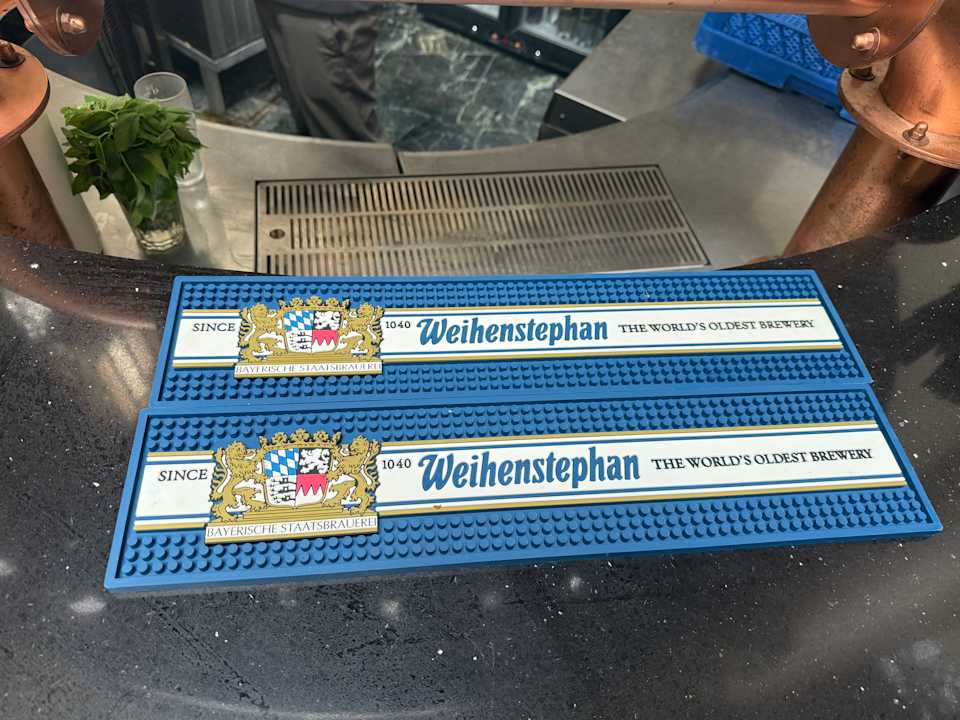 SINCE 1040 Weihenstephan THE WORLD'S OLDEST BREWERY
BAYERISCHE STAATSBRAUEREI
SINCE 1040 Weihenstephan THE WORLD'S OLDEST BREWERY
BAYERISCHE STAATSBRAUEREI